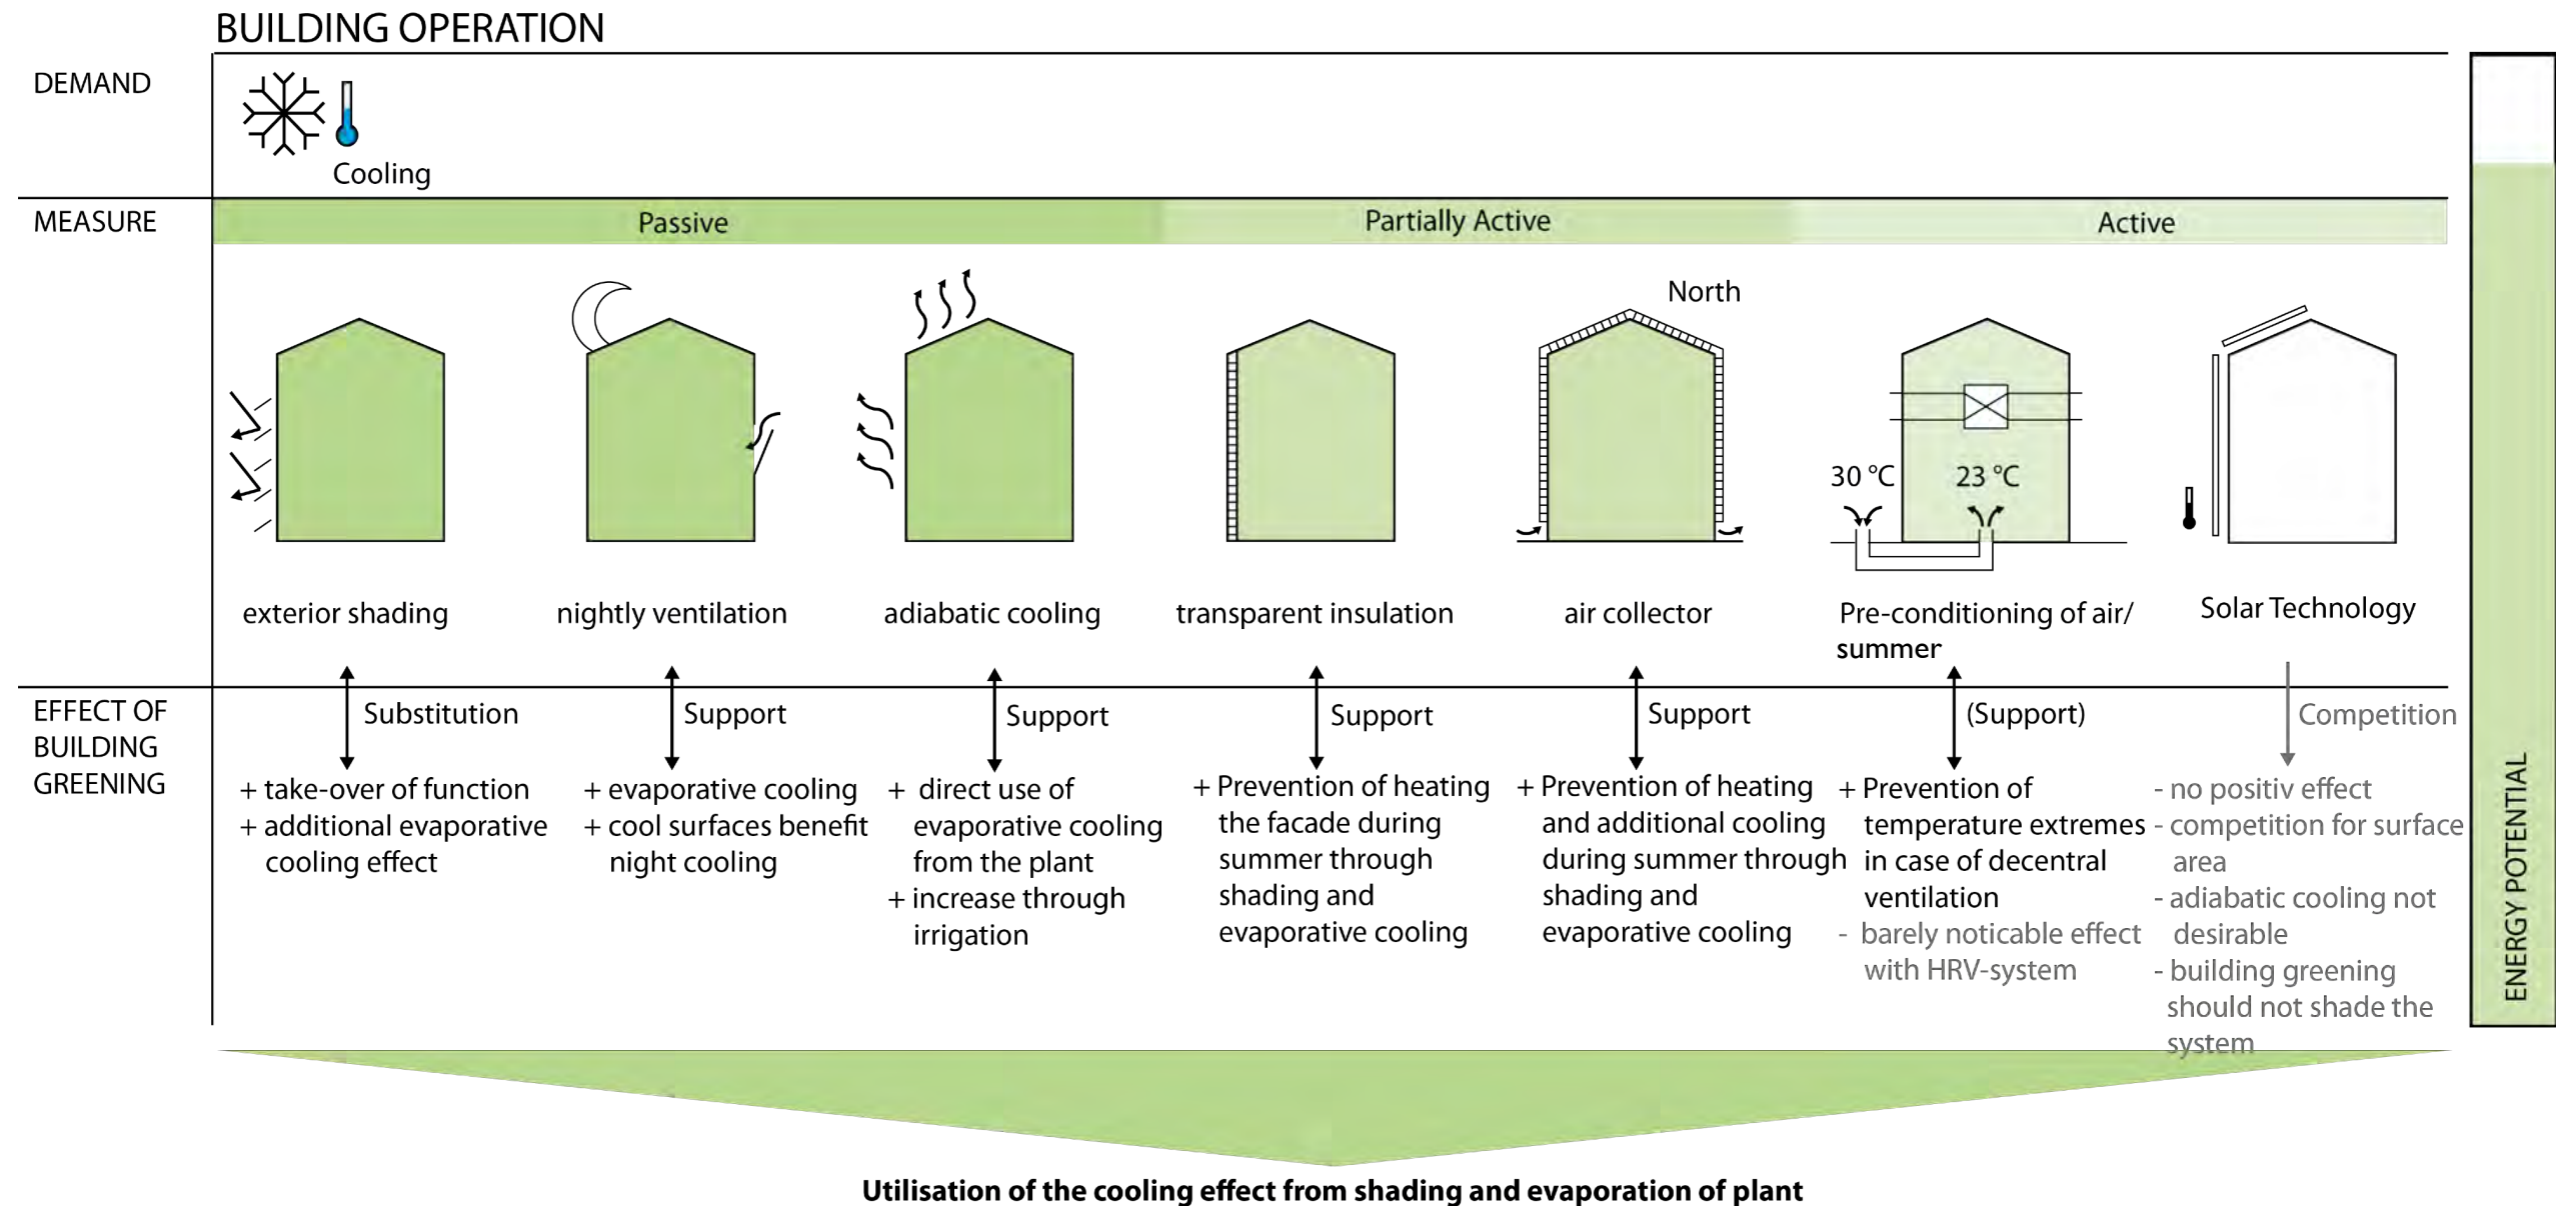 BUILDING OPERATION
DEMAND
Cooling
MEASURE
Passive
Partially Active
Active
North
30 °C
23 °C
exterior shading
nightly ventilation
adiabatic cooling
transparent insulation
air collector
Pre-conditioning of air/
summer
Solar Technology
EFFECT OF
BUILDING
GREENING
Substitution
+ take-over of function
+ additional evaporative
cooling effect
Support
+ evaporative cooling
+ cool surfaces benefit
night cooling
Support
+ direct use of
evaporative cooling
from the plant
+ increase through
irrigation
Support
+ Prevention of heating
the facade during
summer through
shading and
evaporative cooling
Support
+ Prevention of heating
and additional cooling
during summer through
shading and
evaporative cooling
(Support)
+ Prevention of
temperature extremes
in case of decentral
ventilation
- barely noticable effect
with HRV-system
Competition
- no positiv effect
- competition for surface
area
- adiabatic cooling not
desirable
- building greening
should not shade the
system
ENERGY POTENTIAL
Utilisation of the cooling effect from shading and evaporation of plant